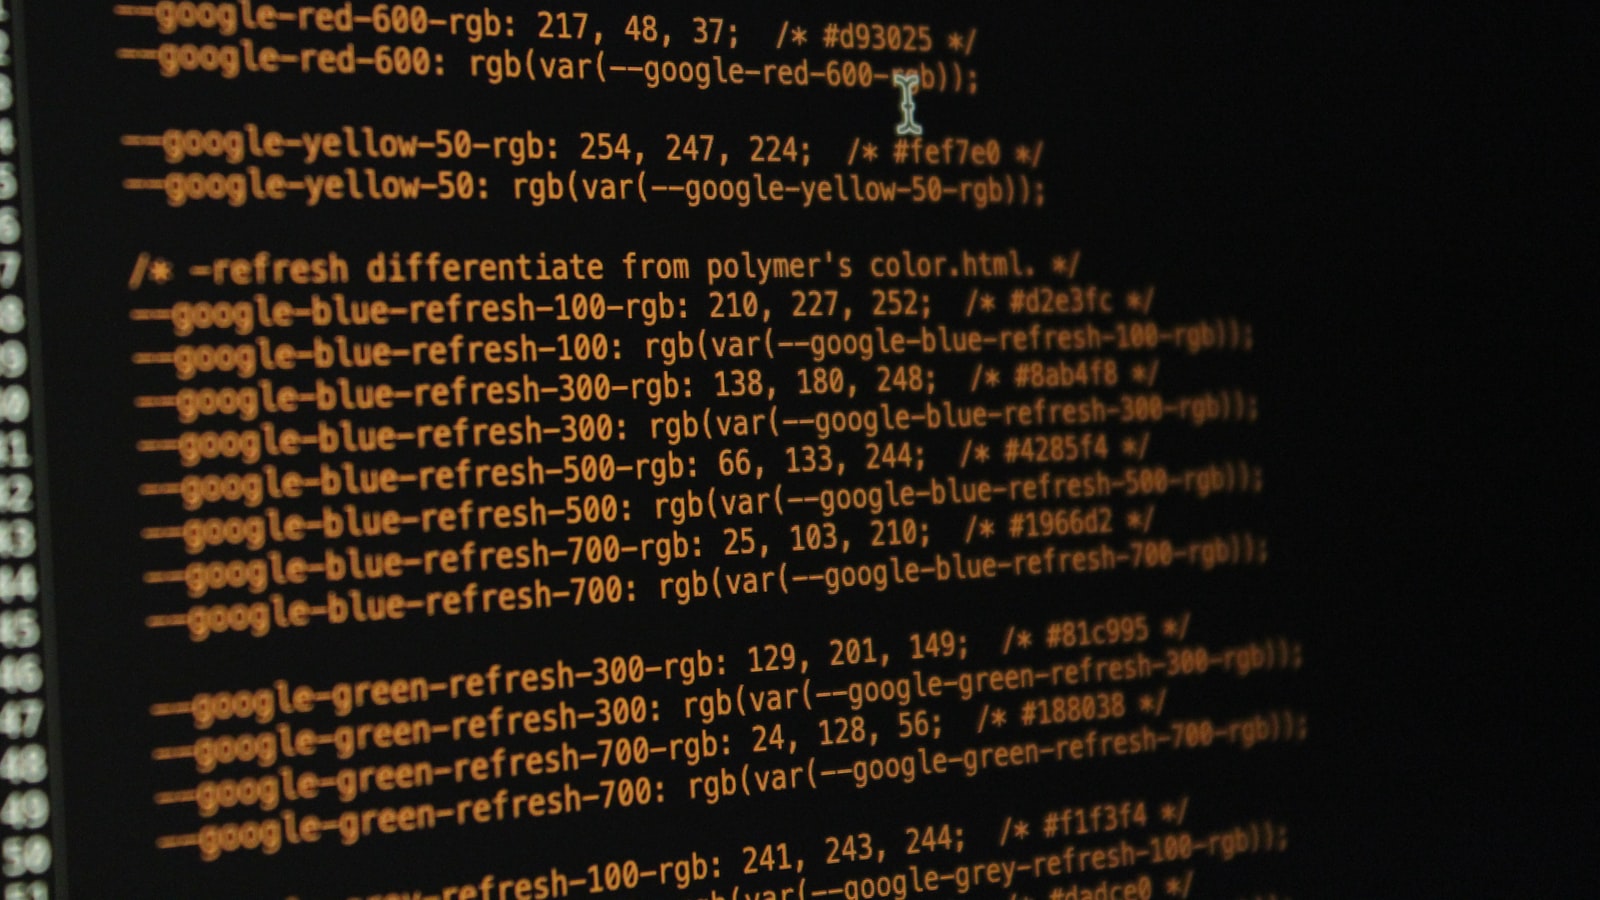 --google-red-600-rgb: 217, 48, 37;  /* #d93025 */
--google-red-600: rgb(var(--google-red-600-rgb));
--google-yellow-50-rgb: 254, 247, 224;  /* #fef7e0 */
--google-yellow-50: rgb(var(--google-yellow-50-rgb));
/* -refresh differentiate from polymer's color.html. */
--google-blue-refresh-100-rgb: 210, 227, 252;  /* #d2e3fc */
--google-blue-refresh-100: rgb(var(--google-blue-refresh-100-rgb));
--google-blue-refresh-300-rgb: 138, 180, 248;  /* #8ab4f8 */
--google-blue-refresh-300: rgb(var(--google-blue-refresh-300-rgb));
--google-blue-refresh-500-rgb: 66, 133, 244;  /* #4285f4 */
--google-blue-refresh-500: rgb(var(--google-blue-refresh-500-rgb));
--google-blue-refresh-700-rgb: 25, 103, 210;  /* #1966d2 */
--google-blue-refresh-700: rgb(var(--google-blue-refresh-700-rgb));
47 --google-green-refresh-300-rgb: 129, 201, 149;  /* #81c995 */
48 --google-green-refresh-300: rgb(var(--google-green-refresh-300-rgb));
49 --google-green-refresh-700-rgb: 24, 128, 56;  /* #188038 */
50 --google-green-refresh-700: rgb(var(--google-green-refresh-700-rgb));
-refresh-100-rgb: 241, 243, 244;  /* #f1f3f4 */
(var(--google-grey-refresh-100-rgb));
/* #dadce0 */